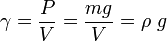 γ = P/V = mg/V = ρ g